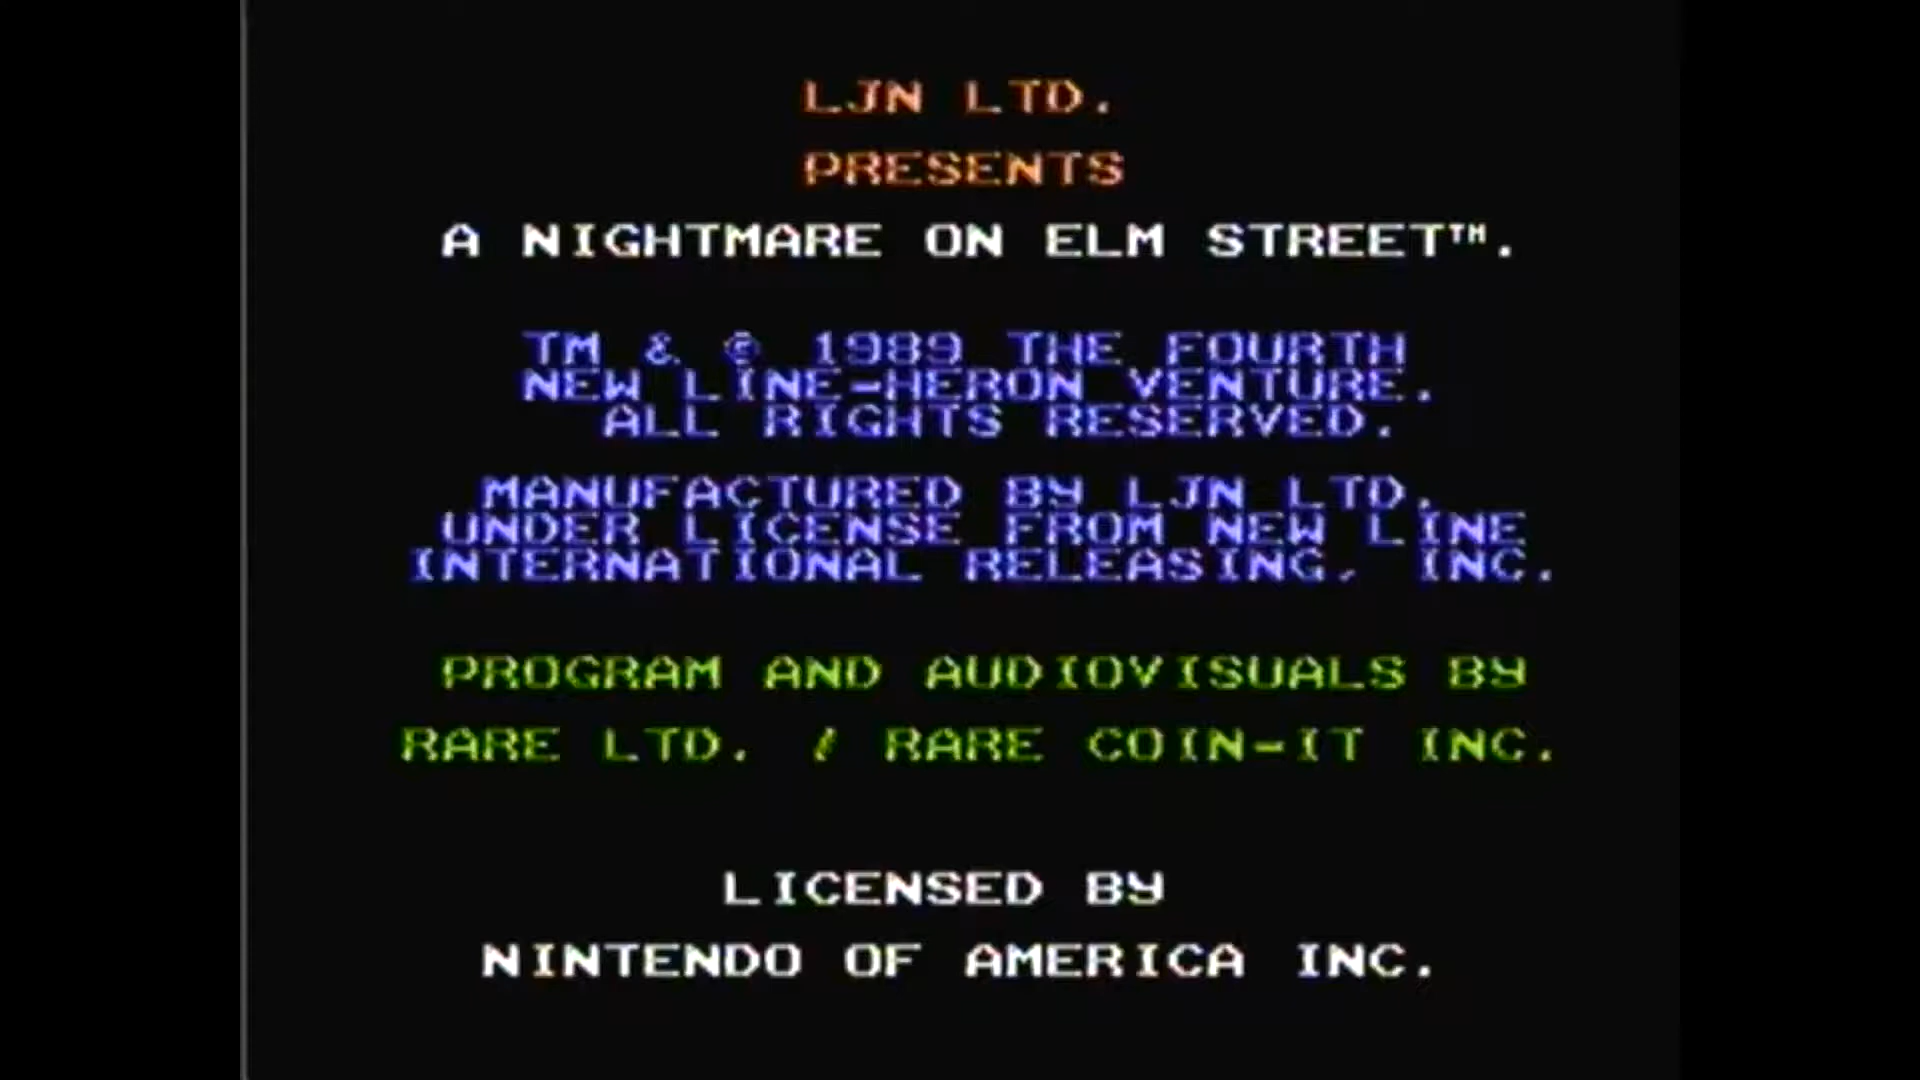 LJN LTD.
PRESENTS
A NIGHTMARE ON ELM STREET™.
TM & © 1989 THE FOURTH
NEW LINE-HERON VENTURE.
ALL RIGHTS RESERVED.
MANUFACTURED BY LJN LTD.
UNDER LICENSE FROM NEW LINE
INTERNATIONAL RELEASING, INC.
PROGRAM AND AUDIOVISUALS BY
RARE LTD. / RARE COIN-IT INC.
LICENSED BY
NINTENDO OF AMERICA INC.